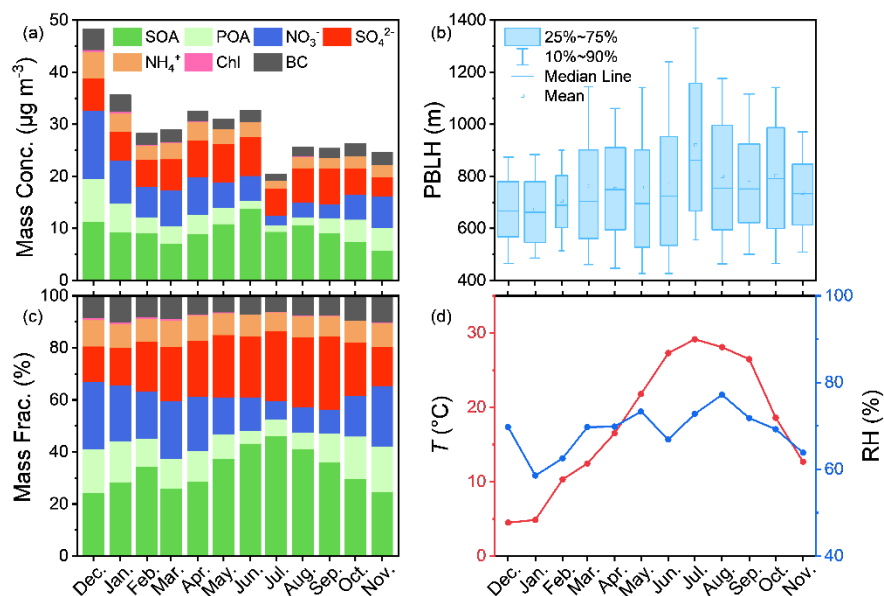 (a)
SOA POA NO₃⁻ SO₄²⁻
NH₄⁺ Chl BC
Mass Conc. (μg m⁻³)
50
40
30
20
10
0
(b)
25%~75%
10%~90%
Median Line
Mean
PBLH (m)
1400
1200
1000
800
600
400
(c)
Mass Frac. (%)
100
80
60
40
20
0
Dec. Jan. Feb. Mar. Apr. May. Jun. Jul. Aug. Sep. Oct. Nov.
(d)
T (°C)
30
20
10
0
RH (%)
100
80
60
40
Dec. Jan. Feb. Mar. Apr. May. Jun. Jul. Aug. Sep. Oct. Nov.